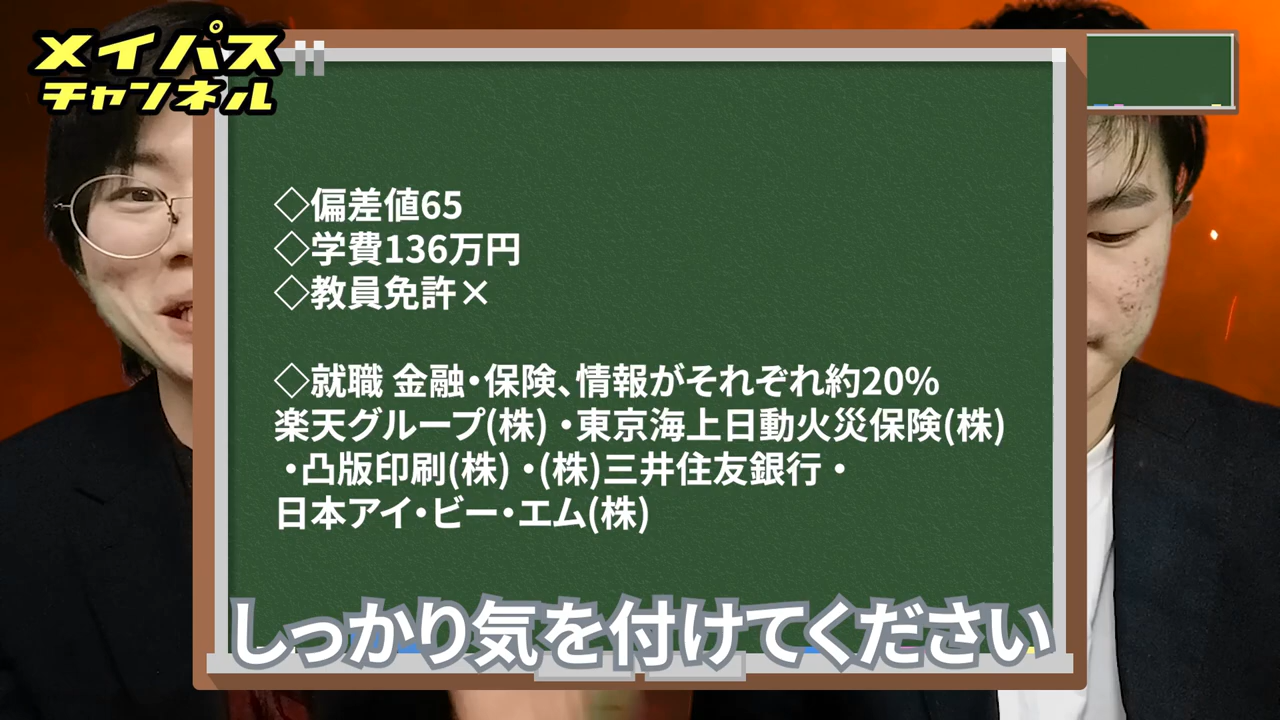 メイパス
チャンネル
◇偏差値65
◇学費136万円
◇教員免許×
◇就職 金融・保険、情報がそれぞれ約20%
楽天グループ(株) ・東京海上日動火災保険(株)
・凸版印刷(株) ・(株)三井住友銀行・
日本アイ・ビー・エム(株)
しっかり気を付けてください